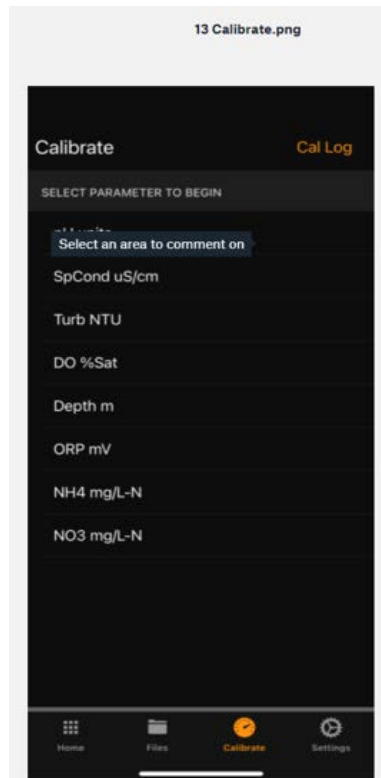 13 Calibrate.png
Calibrate
Cal Log
SELECT PARAMETER TO BEGIN
Select an area to comment on
SpCond uS/cm
Turb NTU
DO %Sat
Depth m
ORP mV
NH4 mg/L-N
NO3 mg/L-N
Home
Files
Calibrate
Settings